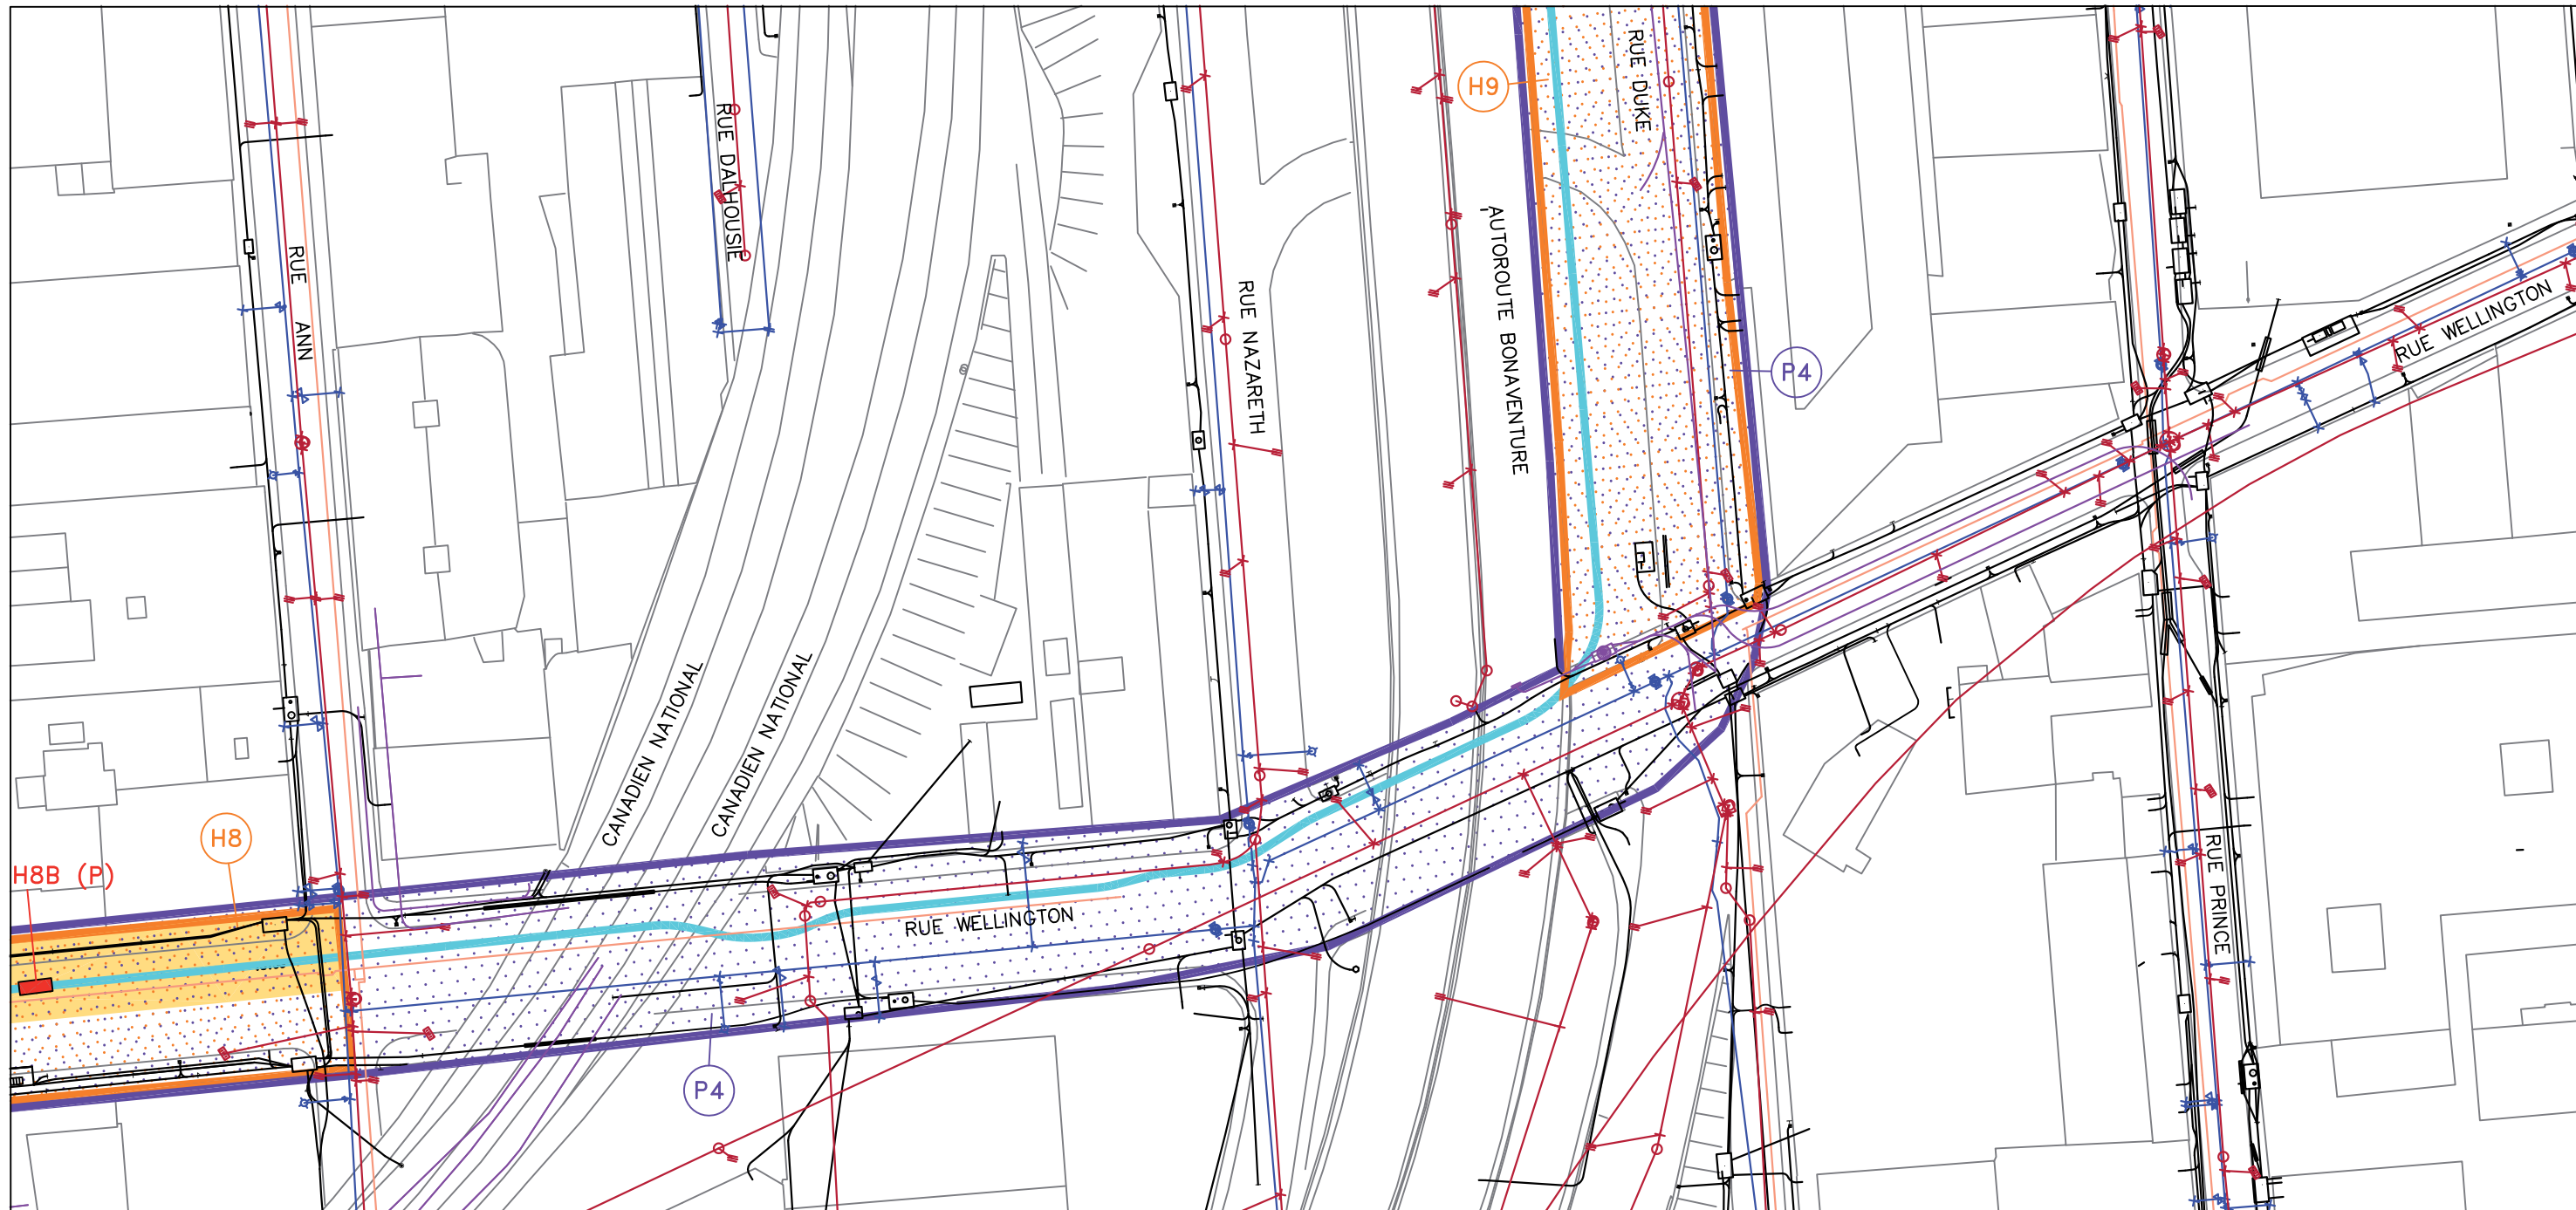 RUE DUKE
H9
RUE DALHOUSIE
AUTOROUTE BONAVENTURE
RUE
ANN
RUE NAZARETH
RUE WELLINGTON
P4
CANADIEN NATIONAL
CANADIEN NATIONAL
H8
H8B (P)
RUE PRINCE
RUE WELLINGTON
P4